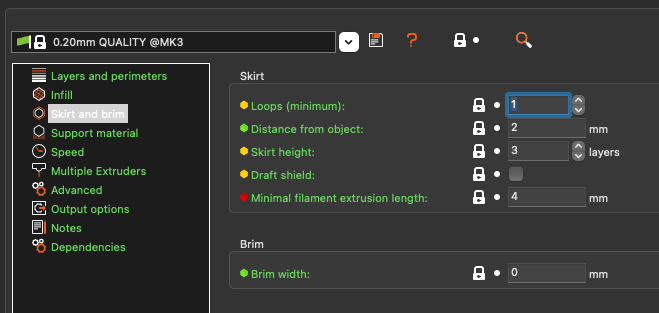 0.20mm QUALITY @MK3
Layers and perimeters
Infill
Skirt and brim
Support material
Speed
Multiple Extruders
Advanced
Output options
Notes
Dependencies
Skirt
Loops (minimum): 1
Distance from object: 2 mm
Skirt height: 3 layers
Draft shield:
Minimal filament extrusion length: 4 mm
Brim
Brim width: 0 mm